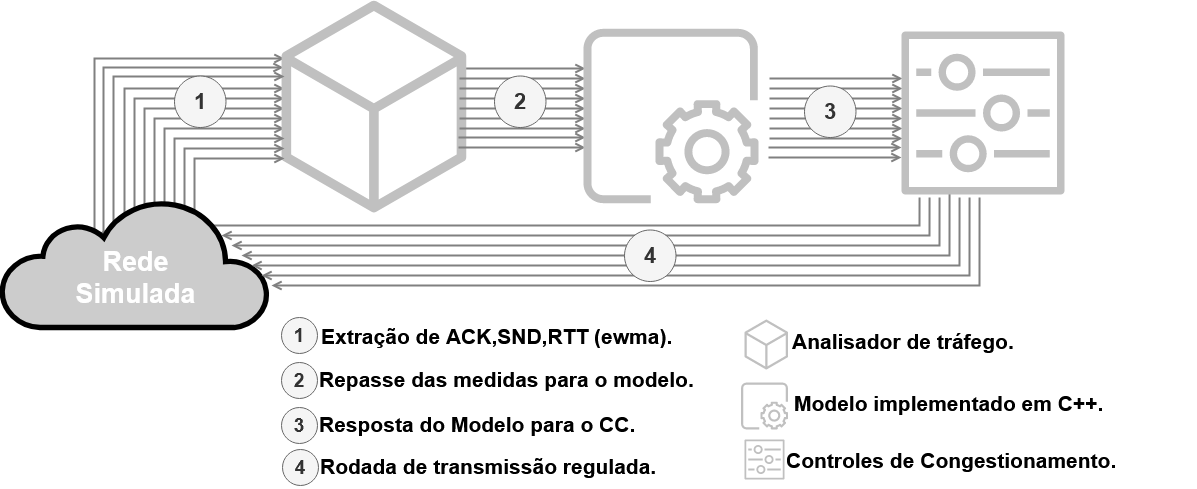 1
2
3
4
Rede
Simulada
1 Extração de ACK,SND,RTT (ewma).
2 Repasse das medidas para o modelo.
3 Resposta do Modelo para o CC.
4 Rodada de transmissão regulada.
Analisador de tráfego.
Modelo implementado em C++.
Controles de Congestionamento.